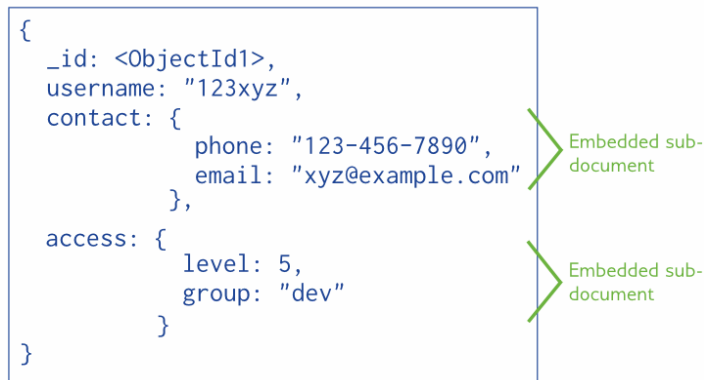 {
_id: <ObjectId1>,
username: "123xyz",
contact: {
phone: "123-456-7890",
email: "xyz@example.com"
},
Embedded sub-
document
access: {
level: 5,
group: "dev"
}
Embedded sub-
document
}